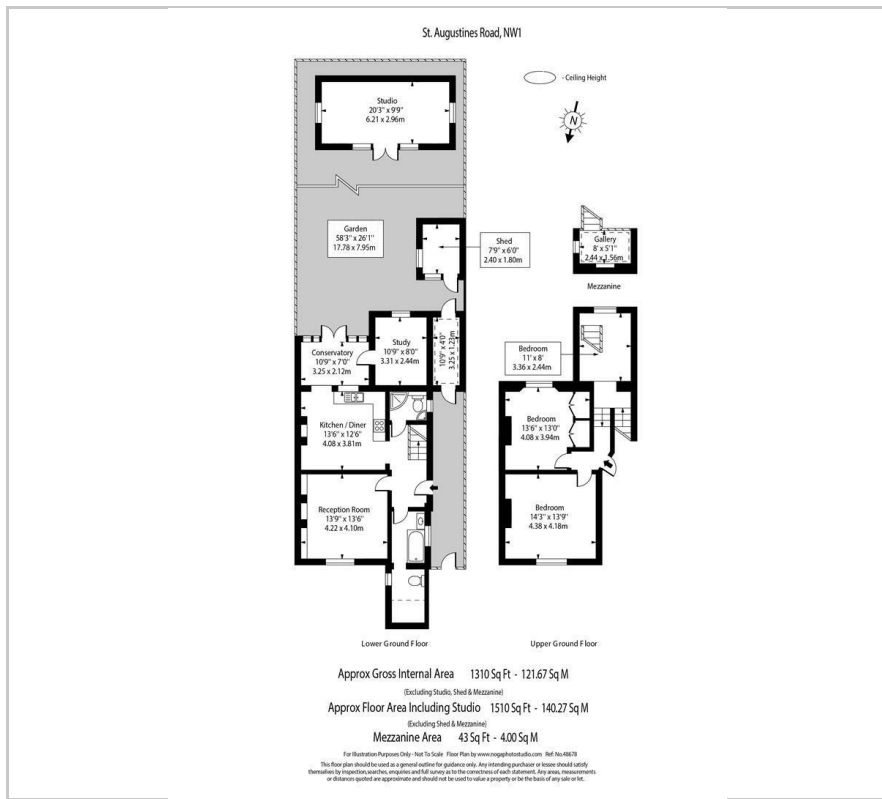 St. Augustines Road, NW1
- Ceiling Height
N
Studio
20'3" x 9'9"
6.21 x 2.96m
Garden
58'3" x 26'1"
17.78 x 7.95m
Shed
7'9" x 6'0"
2.40 x 1.80m
Gallery
8' x 5'1"
2.44 x 1.56m
Mezzanine
Conservatory
10'9" x 7'0"
3.25 x 2.12m
Study
10'9" x 8'0"
3.31 x 2.44m
10'9" x 4'0"
3.25 x 1.23m
Bedroom
11' x 8'
3.36 x 2.44m
Kitchen / Diner
13'6" x 12'6"
4.08 x 3.81m
Bedroom
13'6" x 13'0"
4.08 x 3.94m
Reception Room
13'9" x 13'6"
4.22 x 4.10m
Bedroom
14'3" x 13'9"
4.38 x 4.18m
Lower Ground Floor
Upper Ground Floor
Approx Gross Internal Area 1310 Sq Ft - 121.67 Sq M
(Excluding Studio, Shed & Mezzanine)
Approx Floor Area Including Studio 1510 Sq Ft - 140.27 Sq M
(Excluding Shed & Mezzanine)
Mezzanine Area 43 Sq Ft - 4.00 Sq M
For Illustration Purposes Only - Not To Scale Floor Plan by www.nogaphotostudio.com Ref: No.48678
This floor plan should be used as a general outline for guidance only. Any intending purchaser or lessee should satisfy
themselves by inspection, searches, enquiries and full survey as to the correctness of each statement. Any areas, measurements
or distances quoted are approximate and should not be used to value a property or be the basis of any sale or let.